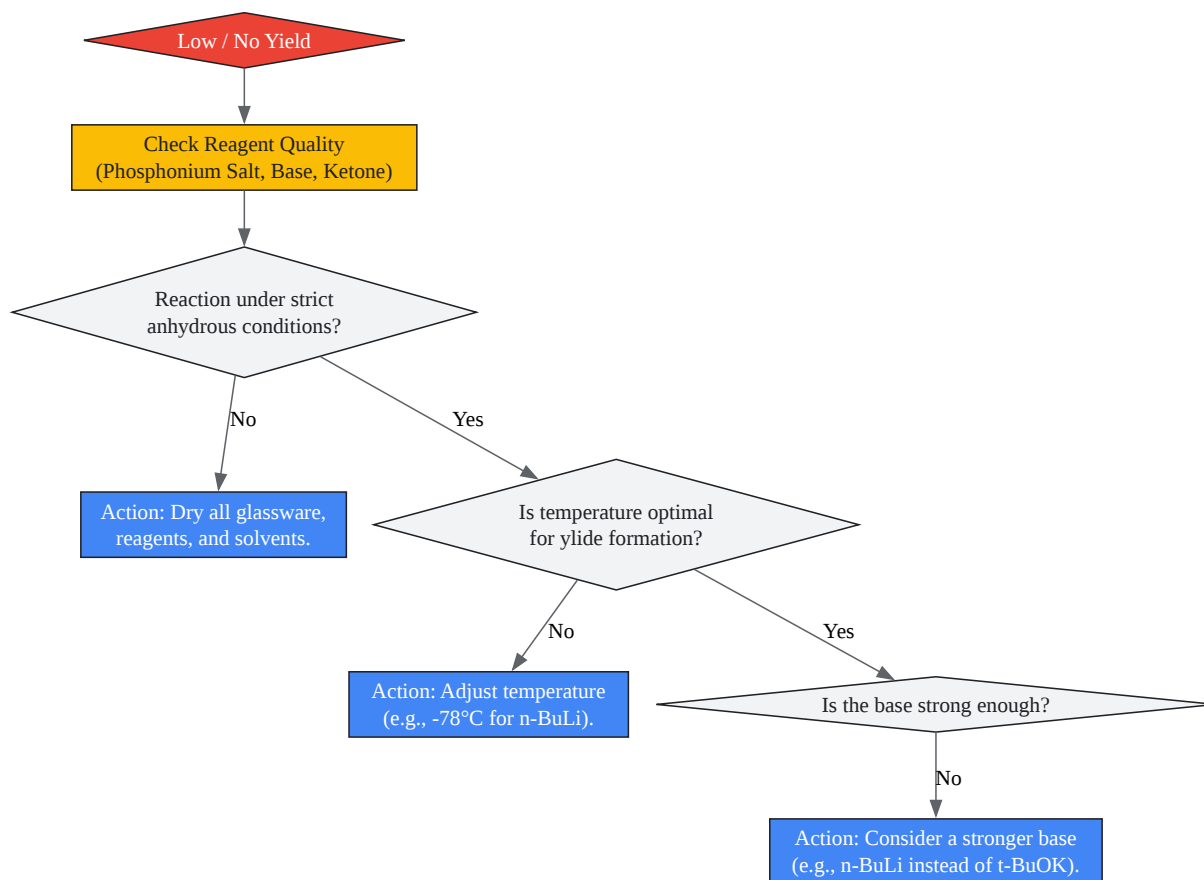 Low / No Yield
Check Reagent Quality
(Phosphonium Salt, Base, Ketone)
Reaction under strict
anhydrous conditions?
No
Yes
Action: Dry all glassware,
reagents, and solvents.
Is temperature optimal
for ylide formation?
No
Yes
Action: Adjust temperature
(e.g., -78°C for n-BuLi).
Is the base strong enough?
No
Action: Consider a stronger base
(e.g., n-BuLi instead of t-BuOK).